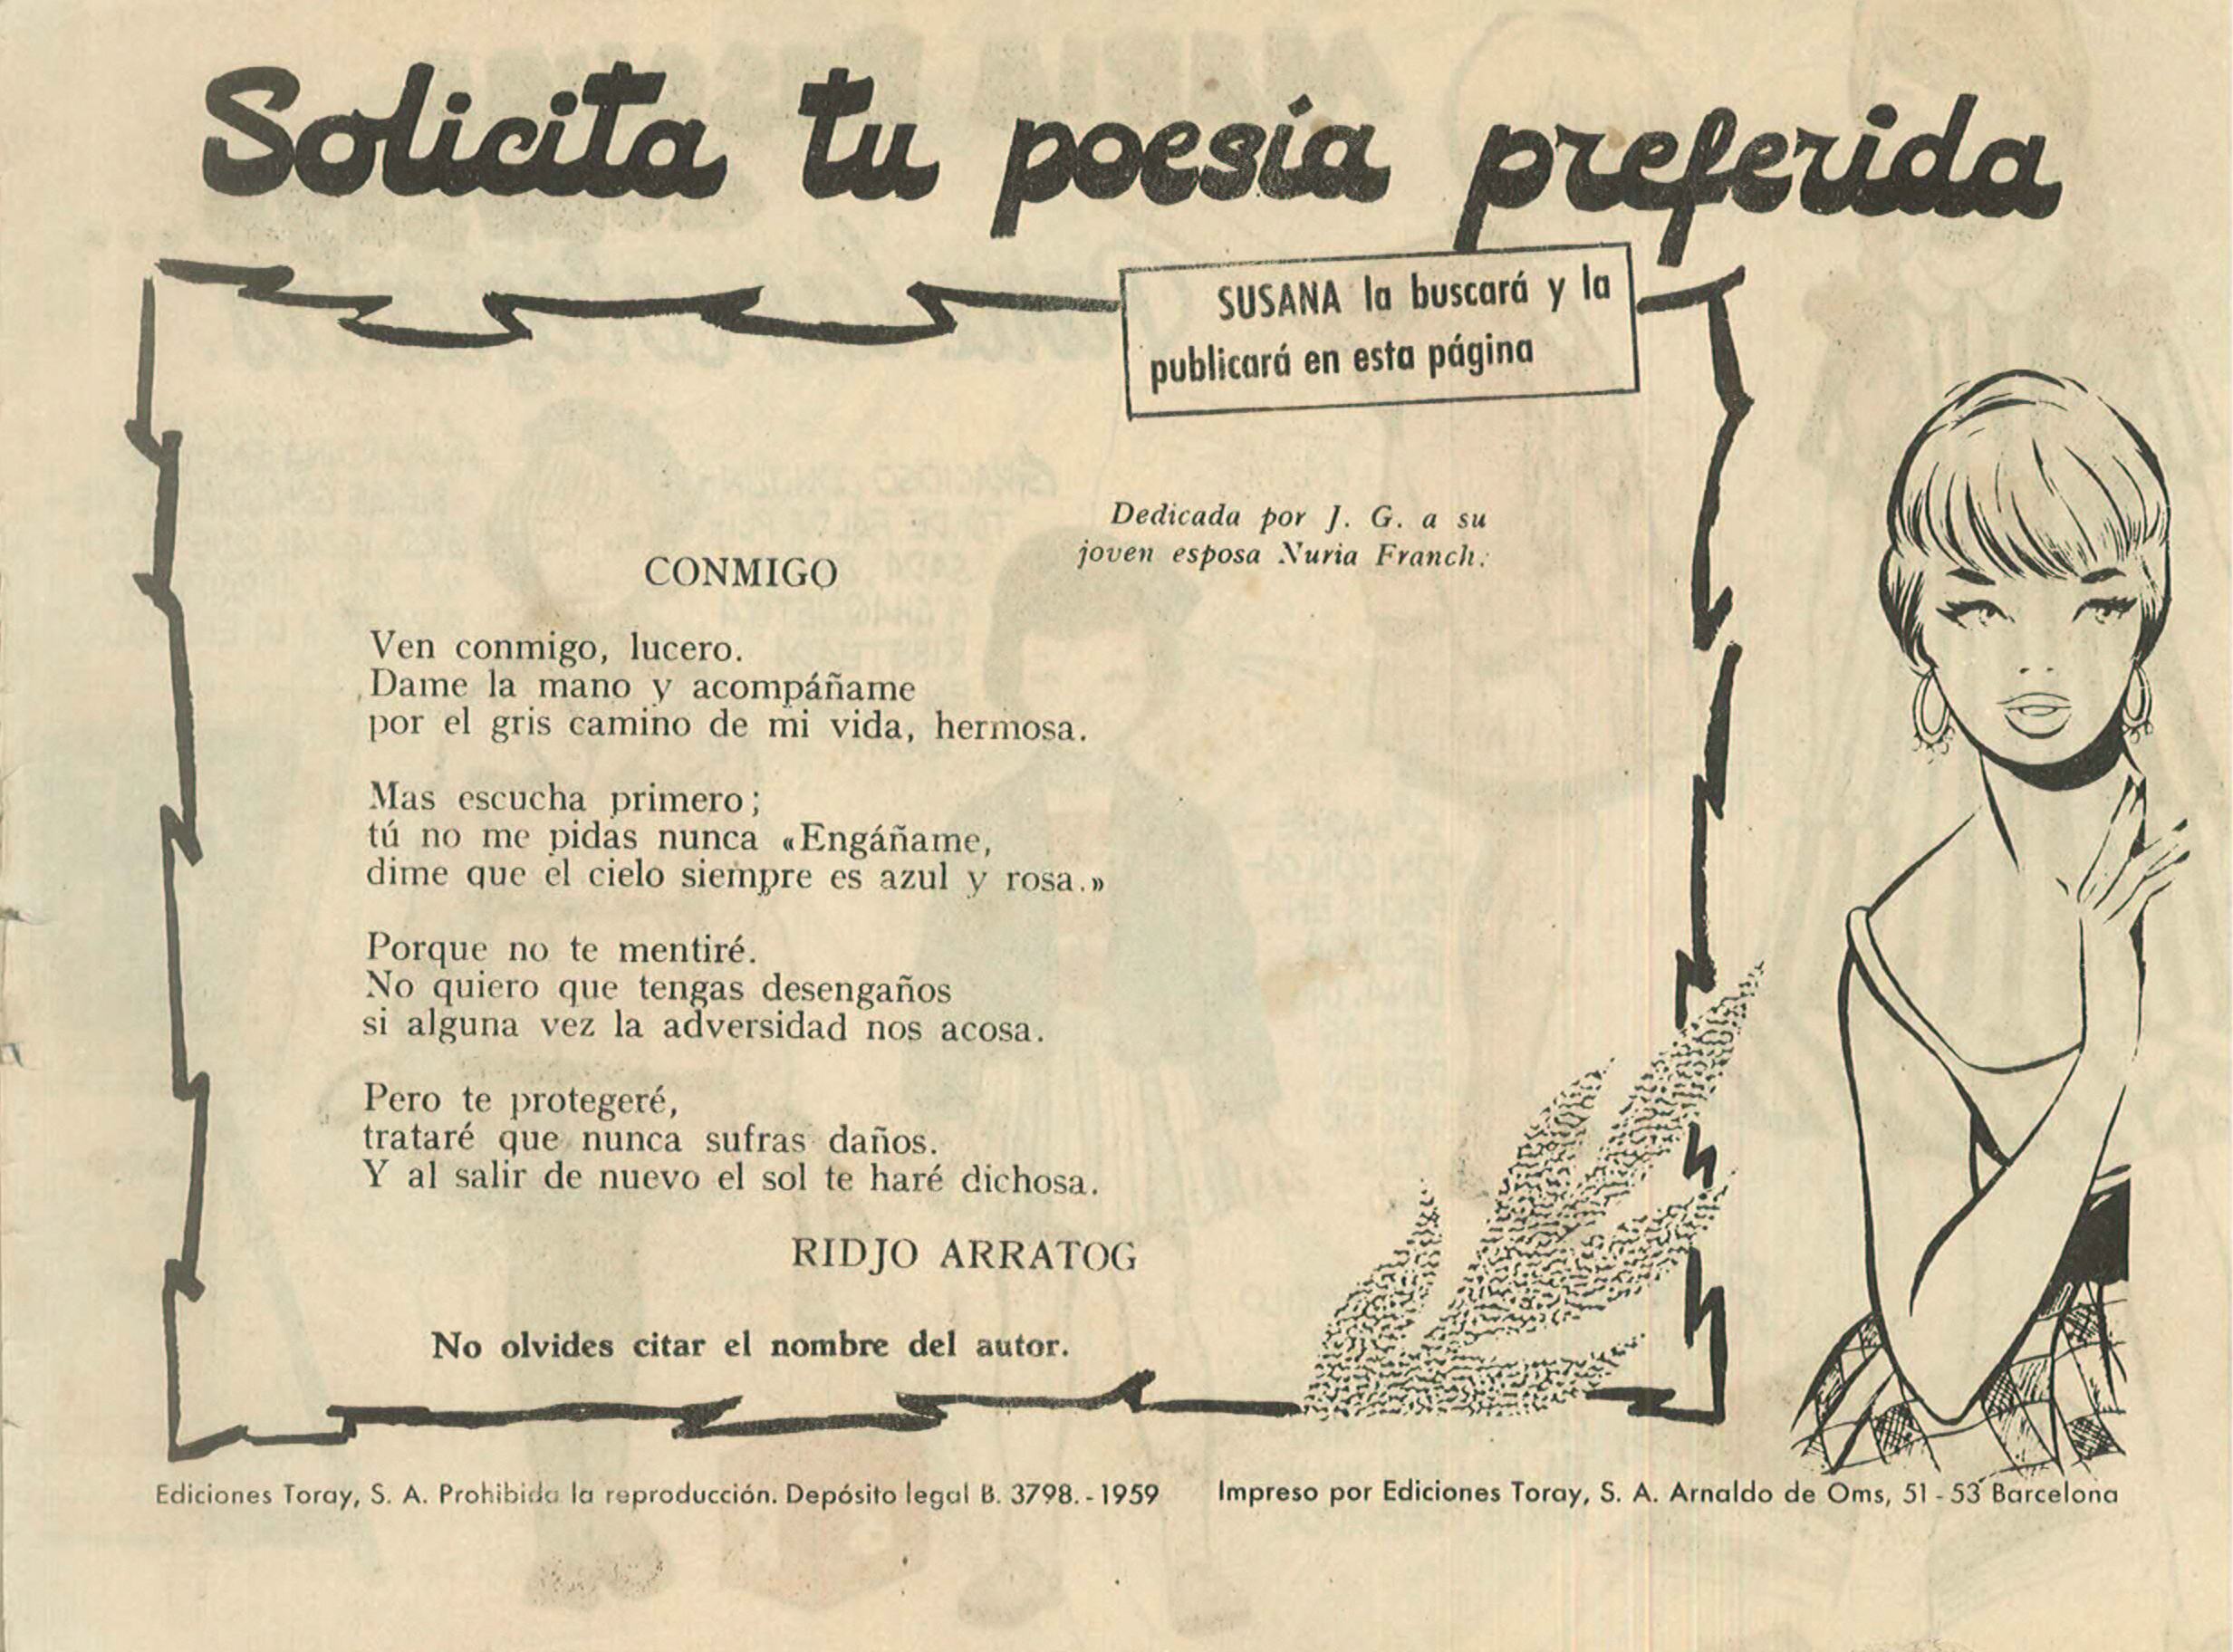 Solicita tu poesía preferida
SUSANA la buscará y la
publicará en esta página
Dedicada por J. G. a su
joven esposa Nuria Franch.
CONMIGO
Ven conmigo, lucero.
Dame la mano y acompáñame
por el gris camino de mi vida, hermosa.
Mas escucha primero;
tú no me pidas nunca «Engáñame,
dime que el cielo siempre es azul y rosa.»
Porque no te mentiré.
No quiero que tengas desengaños
si alguna vez la adversidad nos acosa.
Pero te protegeré,
trataré que nunca sufras daños.
Y al salir de nuevo el sol te haré dichosa.
RIDJO ARRATOG
No olvides citar el nombre del autor.
Ediciones Toray, S. A. Prohibida la reproducción. Depósito legal B. 3798.-1959
Impreso por Ediciones Toray, S. A. Arnaldo de Oms, 51-53 Barcelona